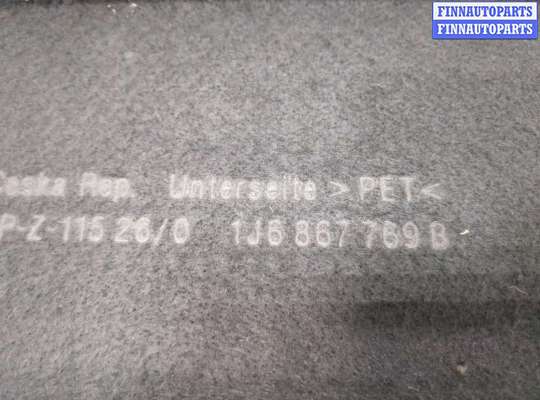 FINNAUTOPARTS
FINNAUTOPARTS
Ceska Rep. Unterseite >PET<
P-Z-115 26/0 1J6 867 769 B